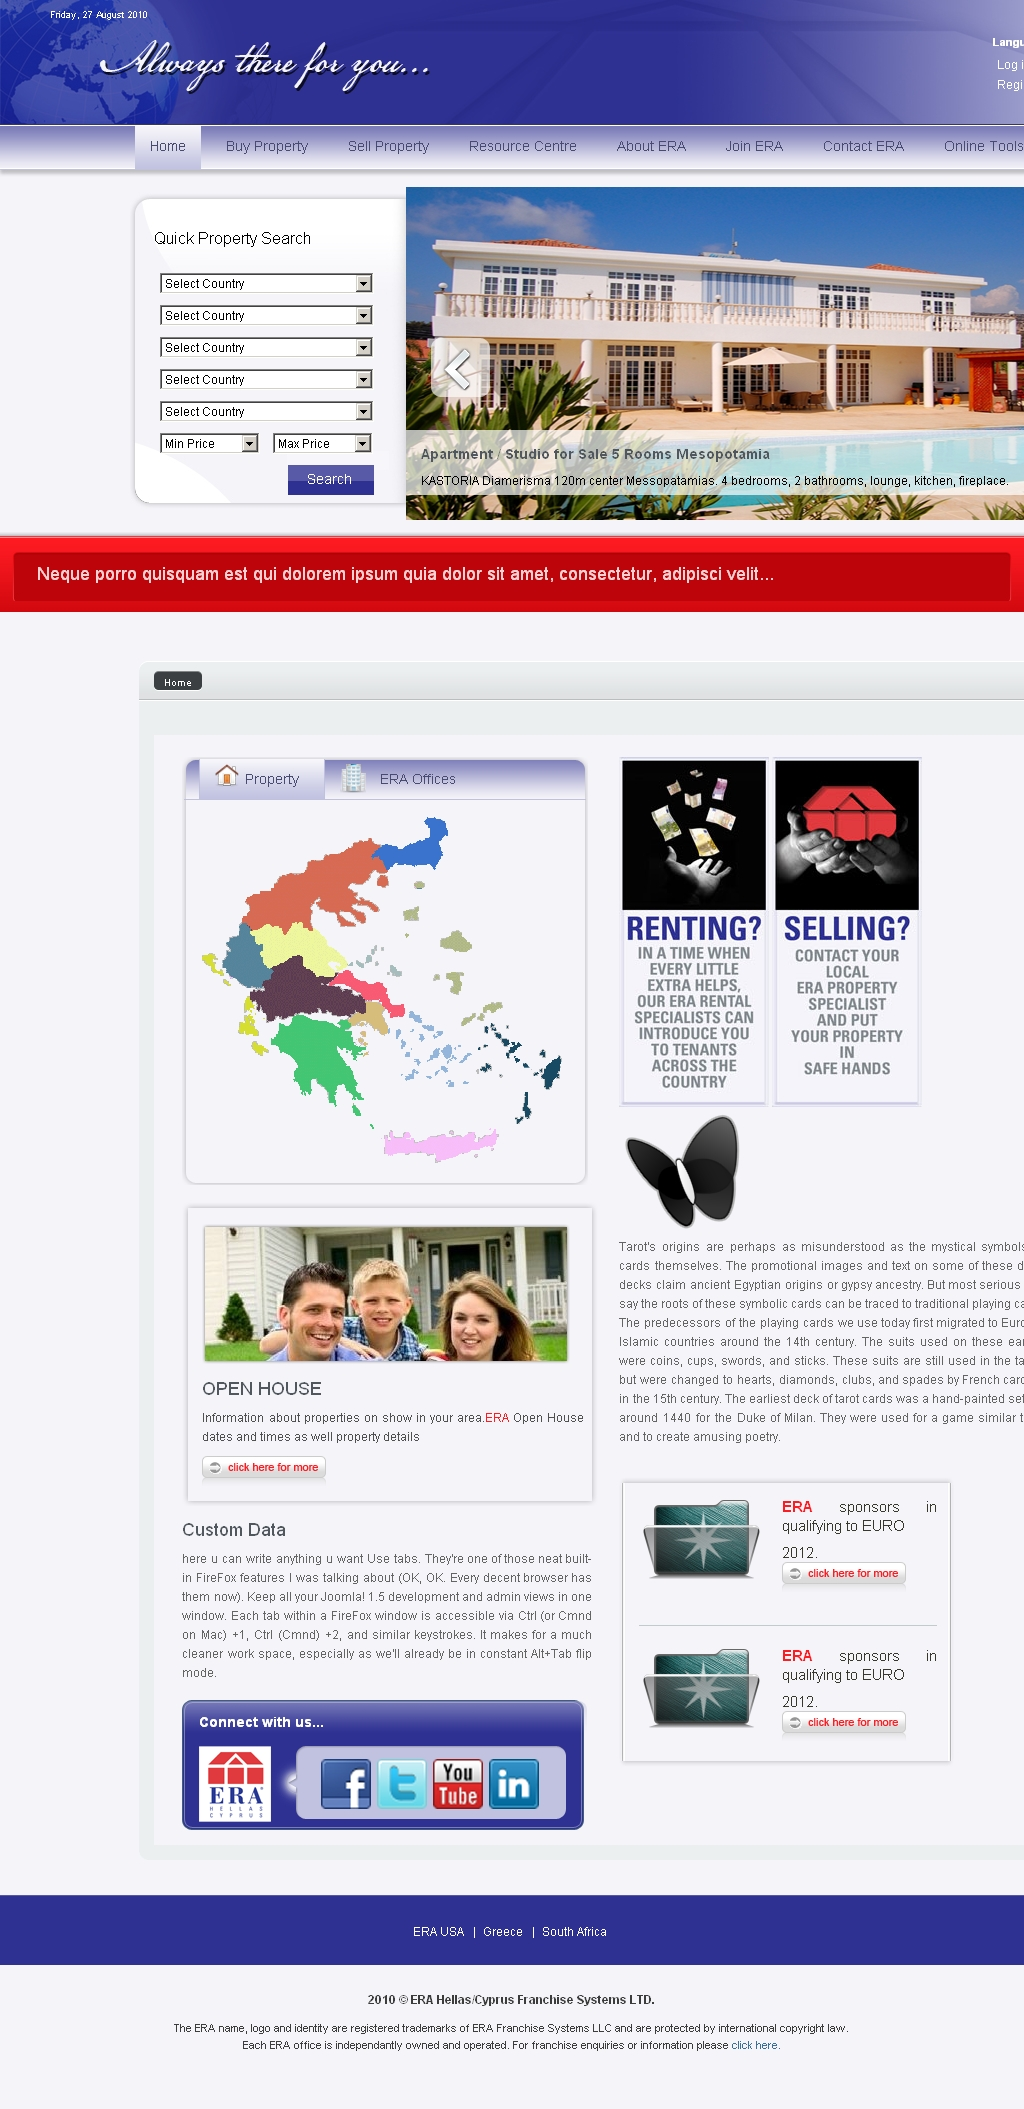 Friday, 27 August 2010
Always there for you...
Log
Home
Buy Property
Sell Property
Resource Centre
About ERA
Join ERA
Contact ERA
Online Tools
Quick Property Search
Select Country
Select Country
Select Country
Select Country
Select Country
Min Price
Max Price
Search
Apartment / Studio for Sale 5 Rooms Mesopotamia
KASTORIA Diamerisma 120m center Messopatamias. 4 bedrooms, 2 bathrooms, lounge, kitchen, fireplace.
Neque porro quisquam est qui dolorem ipsum quia dolor sit amet, consectetur, adipisci velit...
Home
Property
ERA Offices
RENTING?
IN A TIME WHEN
EVERY LITTLE
EXTRA HELPS,
OUR ERA RENTAL
SPECIALISTS CAN
INTRODUCE YOU
TO TENANTS
ACROSS THE
COUNTRY
SELLING?
CONTACT YOUR
LOCAL
ERA PROPERTY
SPECIALIST
AND PUT
YOUR PROPERTY
IN
SAFE HANDS
Tarot's origins are perhaps as misunderstood as the mystical symbols
cards themselves. The promotional images and text on some of these
decks claim ancient Egyptian origins or gypsy ancestry. But most serious
say the roots of these symbolic cards can be traced to traditional playing
The predecessors of the playing cards we use today first migrated to
Islamic countries around the 14th century. The suits used on these
were coins, cups, swords, and sticks. These suits are still used in the
but were changed to hearts, diamonds, clubs, and spades by French
in the 15th century. The earliest deck of tarot cards was a hand-painted
around 1440 for the Duke of Milan. They were used for a game similar
and to create amusing poetry.
OPEN HOUSE
Information about properties on show in your area.ERA Open House
dates and times as well property details
click here for more
ERA sponsors in
qualifying to EURO
2012.
click here for more
ERA sponsors in
qualifying to EURO
2012.
click here for more
Custom Data
here u can write anything u want Use tabs. They're one of those neat built-
in FireFox features I was talking about (OK, OK. Every decent browser has
them now). Keep all your Joomla! 1.5 development and admin views in one
window. Each tab within a FireFox window is accessible via Ctrl (or Cmnd
on Mac) +1, Ctrl (Cmnd) +2, and similar keystrokes. It makes for a much
cleaner work space, especially as we'll already be in constant Alt+Tab flip
mode.
Connect with us...
ERA
HELLAS
CYPRUS
f
t
You
Tube
in
ERA USA | Greece | South Africa
2010 © ERA Hellas/Cyprus Franchise Systems LTD.
The ERA name, logo and identity are registered trademarks of ERA Franchise Systems LLC and are protected by international copyright law.
Each ERA office is independantly owned and operated. For franchise enquiries or information please click here.